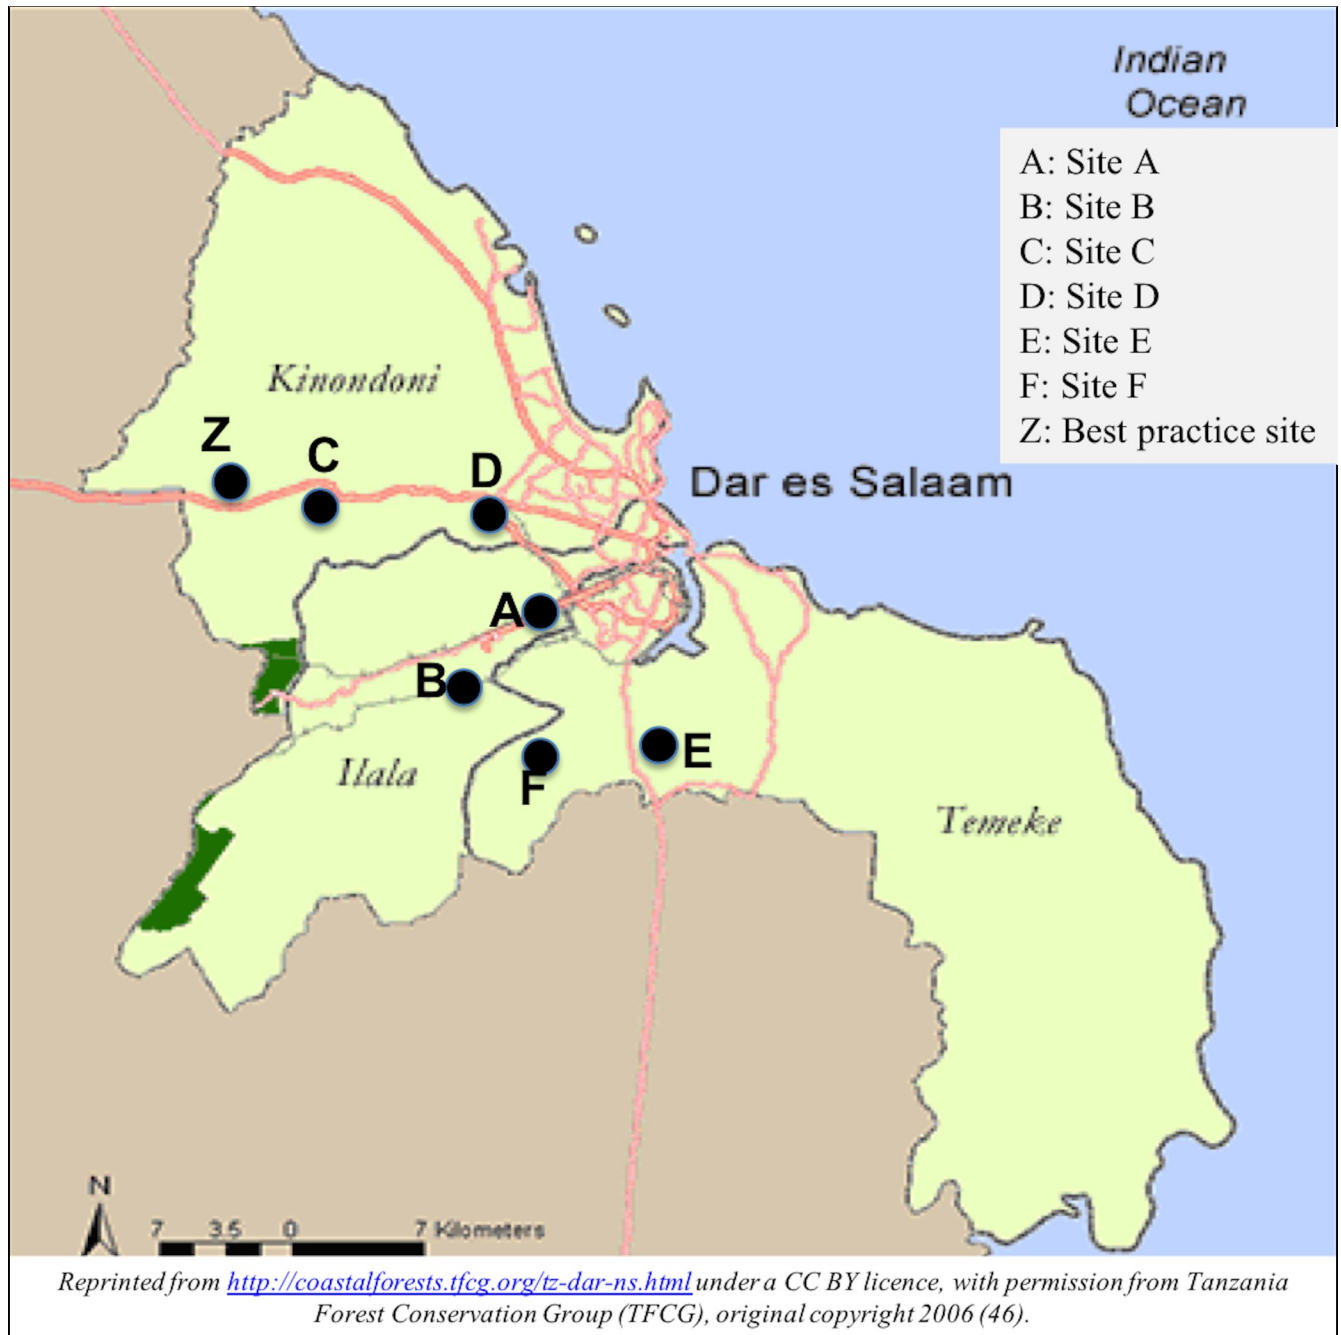 Indian
Ocean
A: Site A
B: Site B
C: Site C
D: Site D
E: Site E
F: Site F
Z: Best practice site
Kinondoni
Z
C
D
Dar es Salaam
A
B
E
F
Ilala
Temeke
N
7 3.5 0 7 Kilometers
Reprinted from http://coastalforests.tfcg.org/tz-dar-ns.html under a CC BY licence, with permission from Tanzania
Forest Conservation Group (TFCG), original copyright 2006 (46).